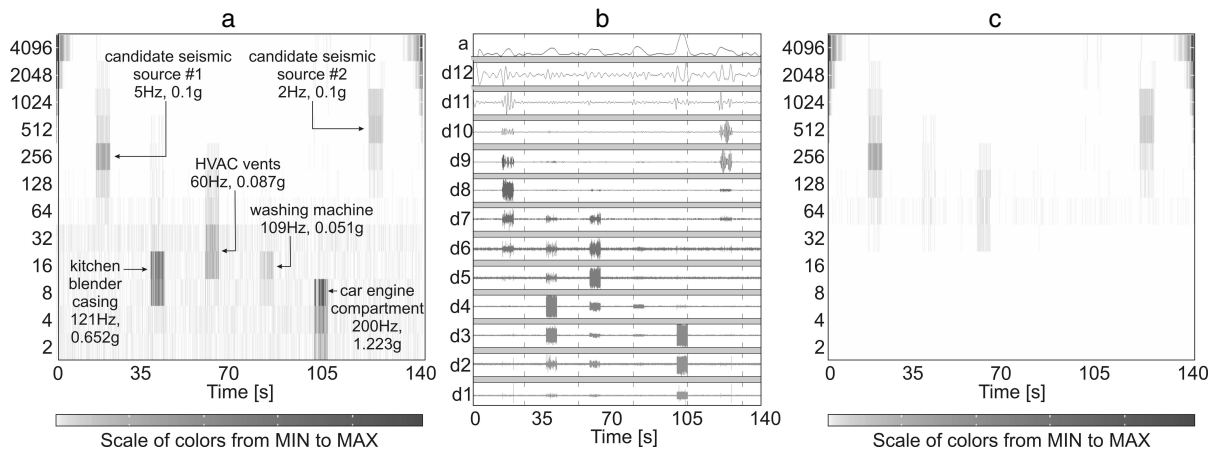 a
4096
2048
1024
512
256
128
64
32
16
8
4
2
candidate seismic
source #1
5Hz, 0.1g
candidate seismic
source #2
2Hz, 0.1g
HVAC vents
60Hz, 0.087g
washing machine
109Hz, 0.051g
kitchen
blender
casing
121Hz,
0.652g
car engine
compartment
200Hz,
1.223g
0 35 70 105 140
Time [s]
Scale of colors from MIN to MAX
b
a
d12
d11
d10
d9
d8
d7
d6
d5
d4
d3
d2
d1
0 35 70 105 140
Time [s]
c
4096
2048
1024
512
256
128
64
32
16
8
4
2
0 35 70 105 140
Time [s]
Scale of colors from MIN to MAX